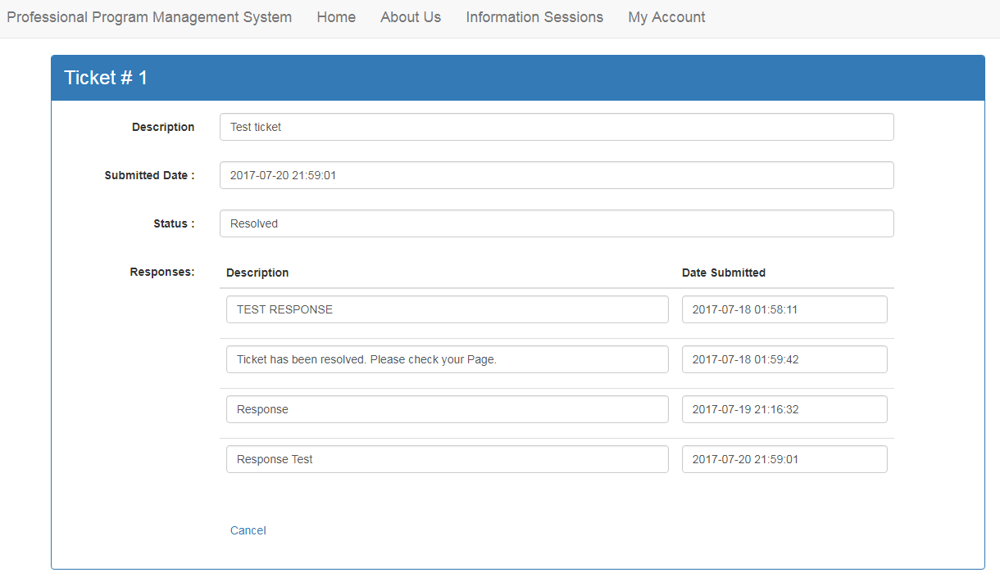 Professional Program Management System Home About Us Information Sessions My Account
Ticket # 1
Description Test ticket
Submitted Date : 2017-07-20 21:59:01
Status : Resolved
Responses: Description Date Submitted
TEST RESPONSE 2017-07-18 01:58:11
Ticket has been resolved. Please check your Page. 2017-07-18 01:59:42
Response 2017-07-19 21:16:32
Response Test 2017-07-20 21:59:01
Cancel